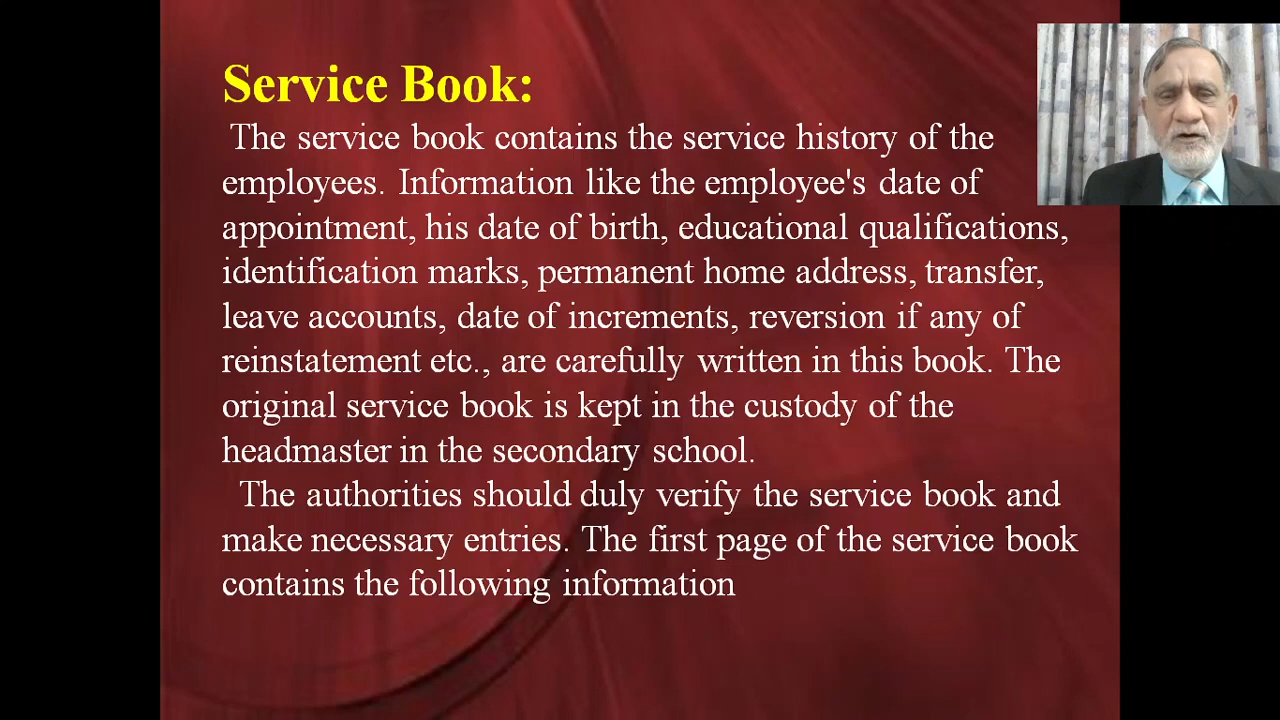 Service Book:
The service book contains the service history of the
employees. Information like the employee's date of
appointment, his date of birth, educational qualifications,
identification marks, permanent home address, transfer,
leave accounts, date of increments, reversion if any of
reinstatement etc., are carefully written in this book. The
original service book is kept in the custody of the
headmaster in the secondary school.
The authorities should duly verify the service book and
make necessary entries. The first page of the service book
contains the following information